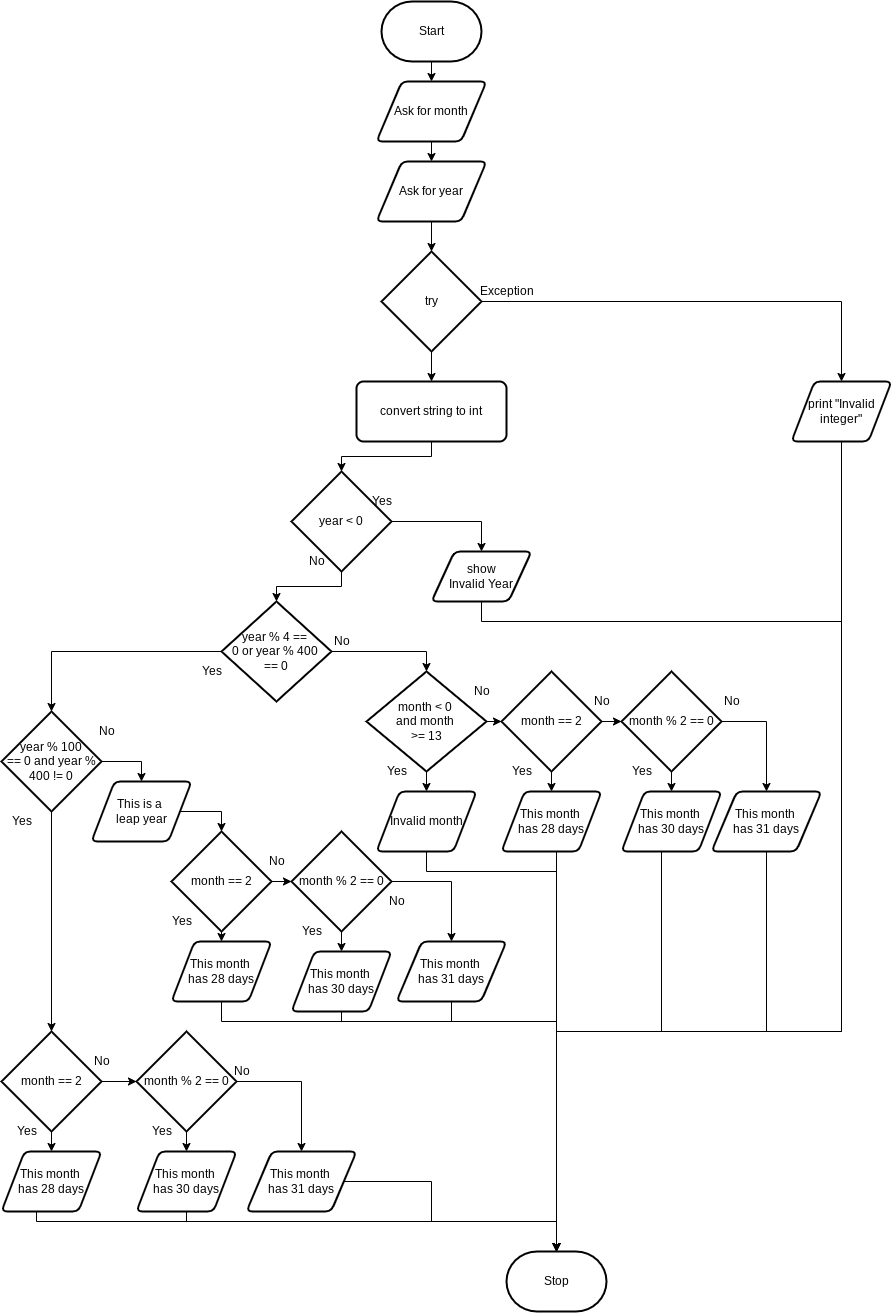 Start
Ask for month
Ask for year
try
Exception
convert string to int
print "Invalid
integer"
Yes
year < 0
No
show
Invalid Year
year % 4 ==
0 or year % 400
== 0
No
Yes
month < 0
and month
>= 13
No
month == 2
No
month % 2 == 0
No
year % 100
== 0 and year %
400 != 0
No
Yes
Yes
Yes
Yes
This is a
leap year
Invalid month
This month
has 28 days
This month
has 30 days
This month
has 31 days
month == 2
No
month % 2 == 0
No
Yes
Yes
This month
has 28 days
This month
has 30 days
This month
has 31 days
month == 2
No
month % 2 == 0
No
Yes
Yes
This month
has 28 days
This month
has 30 days
This month
has 31 days
Stop